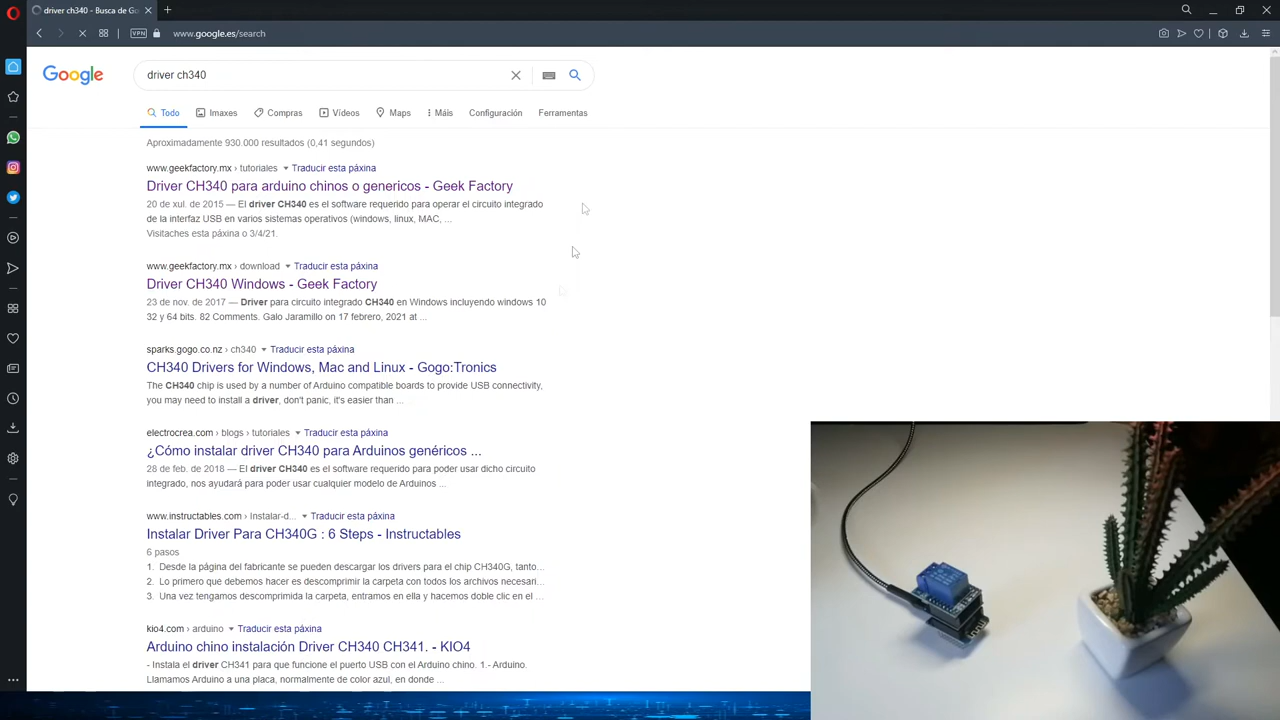 driver ch340 - Busca de Go
VPN
www.google.es/search
Google
driver ch340
Todo
Imaxes
Compras
Vídeos
Maps
Máis
Configuración
Ferramentas
Aproximadamente 930.000 resultados (0,41 segundos)
www.geekfactory.mx › tutoriales ▾ Traducir esta páxina
Driver CH340 para arduino chinos o genericos - Geek Factory
20 de xul. de 2015 — El driver CH340 es el software requerido para operar el circuito integrado
de la interfaz USB en varios sistemas operativos (windows, linux, MAC, ...
Visitaches esta páxina o 3/4/21.
www.geekfactory.mx › download ▾ Traducir esta páxina
Driver CH340 Windows - Geek Factory
23 de nov. de 2017 — Driver para circuito integrado CH340 en Windows incluyendo windows 10
32 y 64 bits. 82 Comments. Galo Jaramillo on 17 febrero, 2021 at ...
sparks.gogo.co.nz › ch340 ▾ Traducir esta páxina
CH340 Drivers for Windows, Mac and Linux - Gogo:Tronics
The CH340 chip is used by a number of Arduino compatible boards to provide USB connectivity,
you may need to install a driver, don't panic, it's easier than ...
electrocrea.com › blogs › tutoriales ▾ Traducir esta páxina
¿Cómo instalar driver CH340 para Arduinos genéricos ...
28 de feb. de 2018 — El driver CH340 es el software requerido para poder usar dicho circuito
integrado, nos ayudará para poder usar cualquier modelo de Arduinos ...
www.instructables.com › Instalar-d... ▾ Traducir esta páxina
Instalar Driver Para CH340G : 6 Steps - Instructables
6 pasos
1. Desde la página del fabricante se pueden descargar los drivers para el chip CH340G, tanto...
2. Lo primero que debemos hacer es descomprimir la carpeta con todos los archivos necesari...
3. Una vez tengamos descomprimida la carpeta, entramos en ella y hacemos doble clic en el ...
kio4.com › arduino ▾ Traducir esta páxina
Arduino chino instalación Driver CH340 CH341. - KIO4
- Instala el driver CH341 para que funcione el puerto USB con el Arduino chino. 1.- Arduino.
Llamamos Arduino a una placa, normalmente de color azul, en donde ...